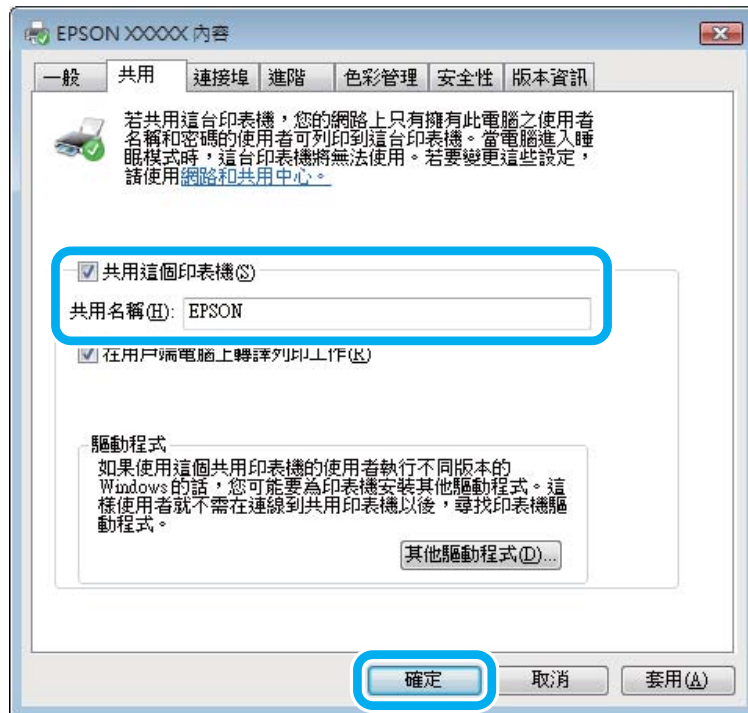 EPSON XXXXX 內容
一般 共用 連接埠 進階 色彩管理 安全性 版本資訊
若共用這台印表機，您的網路上只有擁有此電腦之使用者
名稱和密碼的使用者可列印到這台印表機。當電腦進入睡
眠模式時，這台印表機將無法使用。若要變更這些設定，
請使用網路和共用中心。
共用這個印表機(S)
共用名稱(H): EPSON
在用戶端電腦上轉譯列印工作(R)
驅動程式
如果使用這個共用印表機的使用者執行不同版本的
Windows 的話，您可能要為印表機安裝其他驅動程式。這
樣使用者就不需在連線到共用印表機以後，尋找印表機驅
動程式。
其他驅動程式(D)...
確定 取消 套用(A)